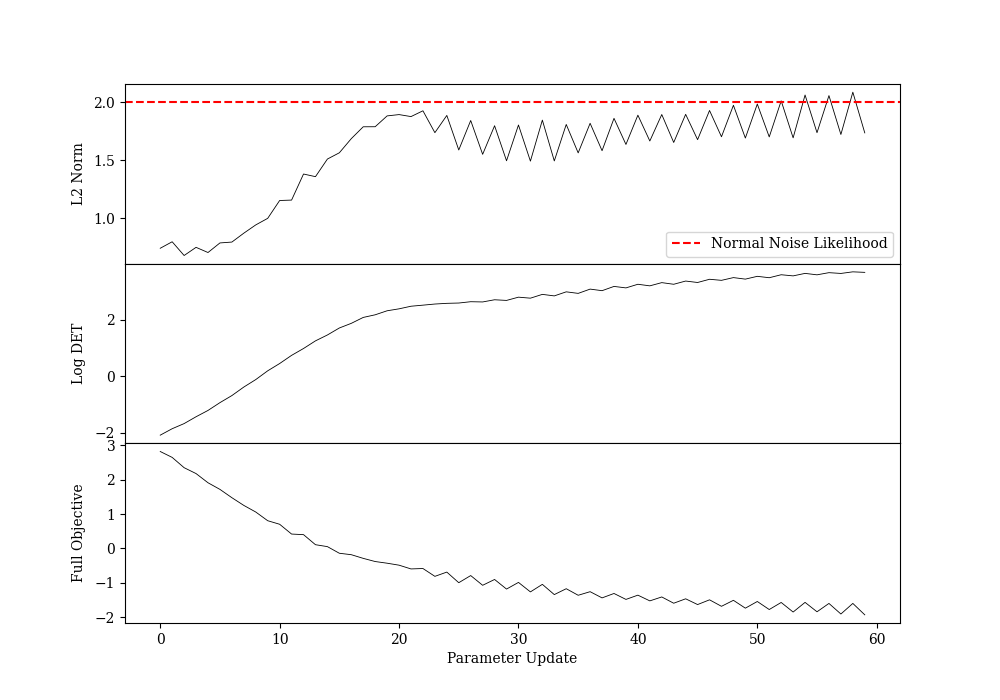 2.0
1.5
1.0
L2 Norm
Normal Noise Likelihood
2
0
−2
Log DET
3
2
1
0
−1
−2
Full Objective
0 10 20 30 40 50 60
Parameter Update